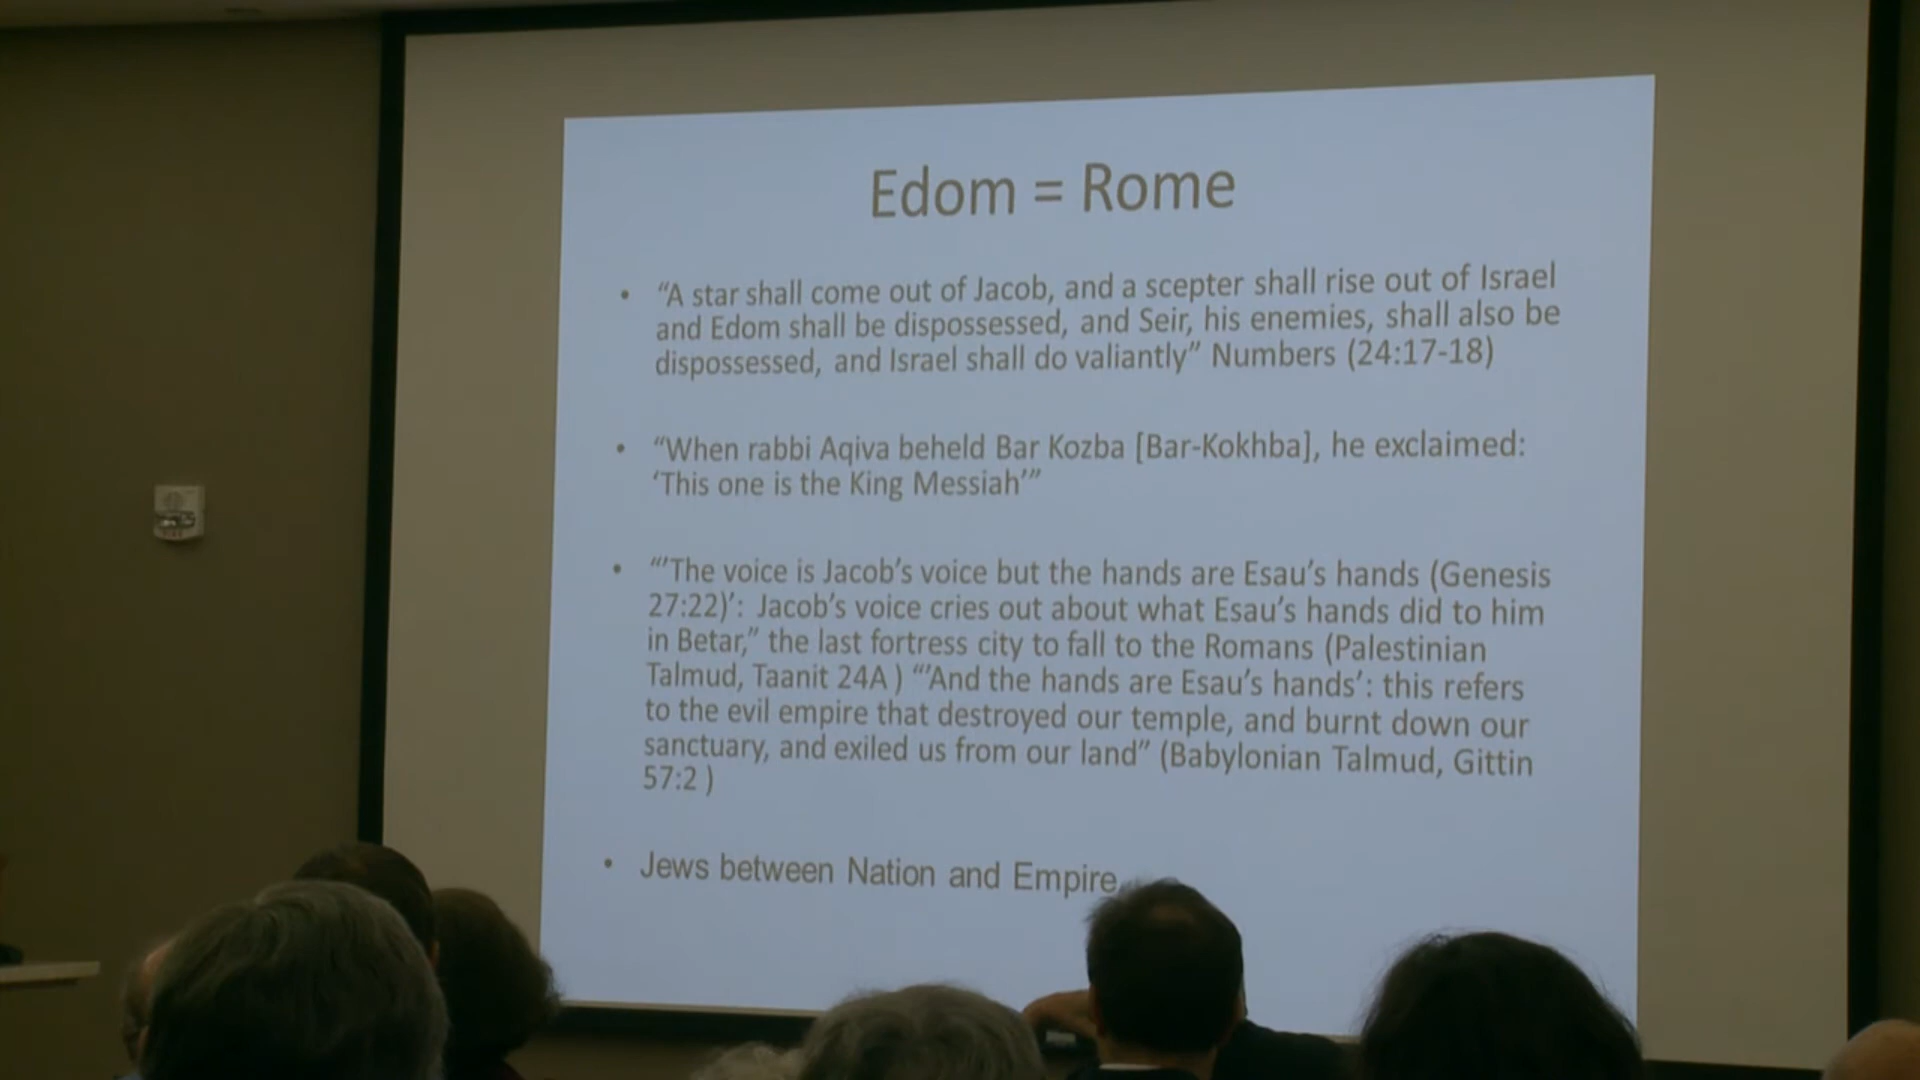 Edom = Rome
• “A star shall come out of Jacob, and a scepter shall rise out of Israel
and Edom shall be dispossessed, and Seir, his enemies, shall also be
dispossessed, and Israel shall do valiantly” Numbers (24:17-18)
• “When rabbi Aqiva beheld Bar Kozba [Bar-Kokhba], he exclaimed:
‘This one is the King Messiah’”
• “‘The voice is Jacob’s voice but the hands are Esau’s hands (Genesis
27:22)’: Jacob’s voice cries out about what Esau’s hands did to him
in Betar,” the last fortress city to fall to the Romans (Palestinian
Talmud, Taanit 24A ) “‘And the hands are Esau’s hands’: this refers
to the evil empire that destroyed our temple, and burnt down our
sanctuary, and exiled us from our land” (Babylonian Talmud, Gittin
57:2 )
• Jews between Nation and Empire